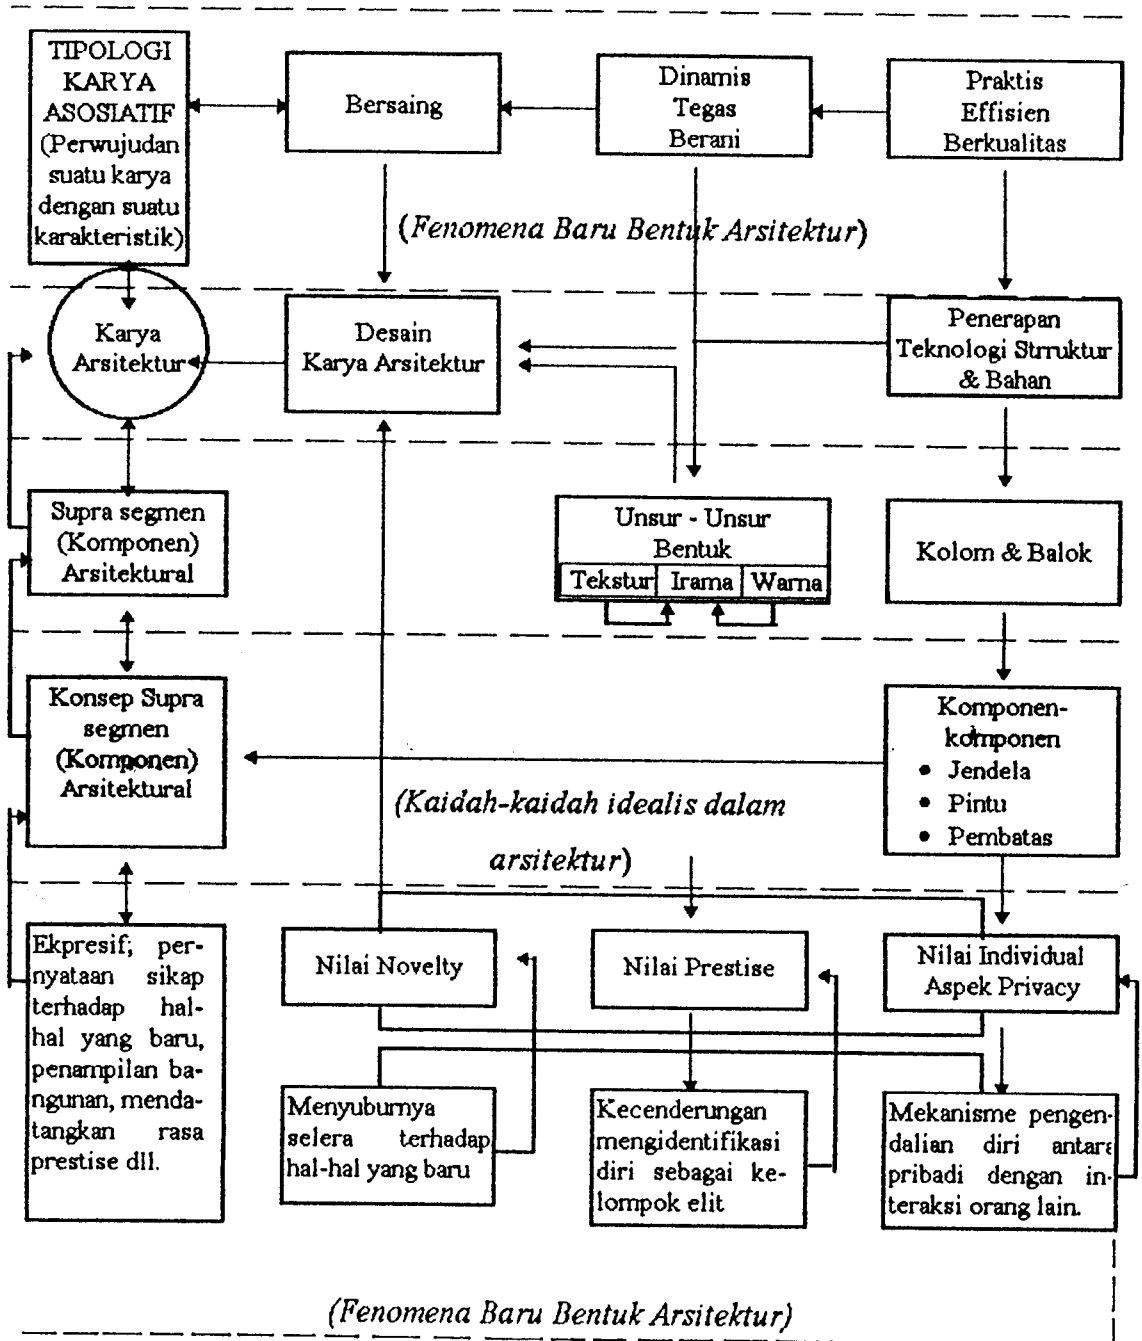 TIPOLOGI
KARYA
ASOSIATIF
(Perwujudan
suatu karya
dengan suatu
karakteristik)
Bersaing
Dinamis
Tegas
Berani
Praktis
Effisien
Berkualitas
(Fenomena Baru Bentuk Arsitektur)
Karya
Arsitektur
Desain
Karya Arsitektur
Penerapan
Teknologi Strruktur
& Bahan
Supra segmen
(Komponen)
Arsitektural
Unsur - Unsur
Bentuk
Tekstur Irama Warna
Kolom & Balok
Konsep Supra
segmen
(Komponen)
Arsitektural
Komponen-
komponen
• Jendela
• Pintu
• Pembatas
(Kaidah-kaidah idealis dalam
arsitektur)
Ekpresif; per-
nyataan sikap
terhadap hal-
hal yang baru,
penampilan ba-
ngunan, menda-
tangkan rasa
prestise dll.
Nilai Novelty
Nilai Prestise
Nilai Individual
Aspek Privacy
Menyuburnya
selera terhadap
hal-hal yang baru
Kecenderungan
mengidentifikasi
diri sebagai ke-
lompok elit
Mekanisme pengen-
dalian diri antara
pribadi dengan in-
teraksi orang lain.
(Fenomena Baru Bentuk Arsitektur)